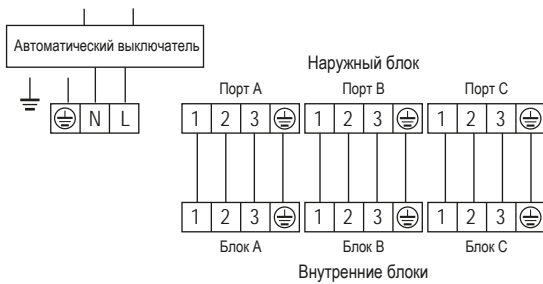 Автоматический выключатель
N L
Наружный блок
Порт A Порт B Порт C
1 2 3 1 2 3 1 2 3
1 2 3 1 2 3 1 2 3
Блок A Блок B Блок C
Внутренние блоки